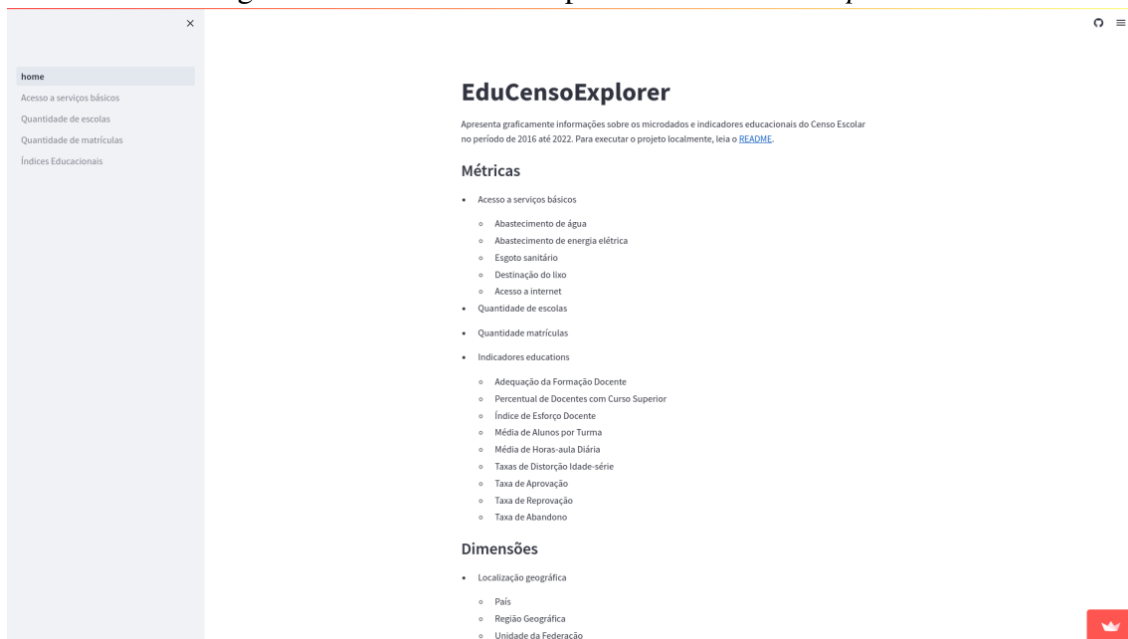 ×
home
Acesso a serviços básicos
Quantidade de escolas
Quantidade de matrículas
Índices Educacionais
EduCensoExplorer
Apresenta graficamente informações sobre os microdados e indicadores educacionais do Censo Escolar
no período de 2016 até 2022. Para executar o projeto localmente, leia o README.
Métricas
• Acesso a serviços básicos
◦ Abastecimento de água
◦ Abastecimento de energia elétrica
◦ Esgoto sanitário
◦ Destinação do lixo
◦ Acesso a internet
• Quantidade de escolas
• Quantidade matrículas
• Indicadores educations
◦ Adequação da Formação Docente
◦ Percentual de Docentes com Curso Superior
◦ Índice de Esforço Docente
◦ Média de Alunos por Turma
◦ Média de Horas-aula Diária
◦ Taxas de Distorção Idade-série
◦ Taxa de Aprovação
◦ Taxa de Reprovação
◦ Taxa de Abandono
Dimensões
• Localização geográfica
◦ País
◦ Região Geográfica
◦ Unidade da Federação